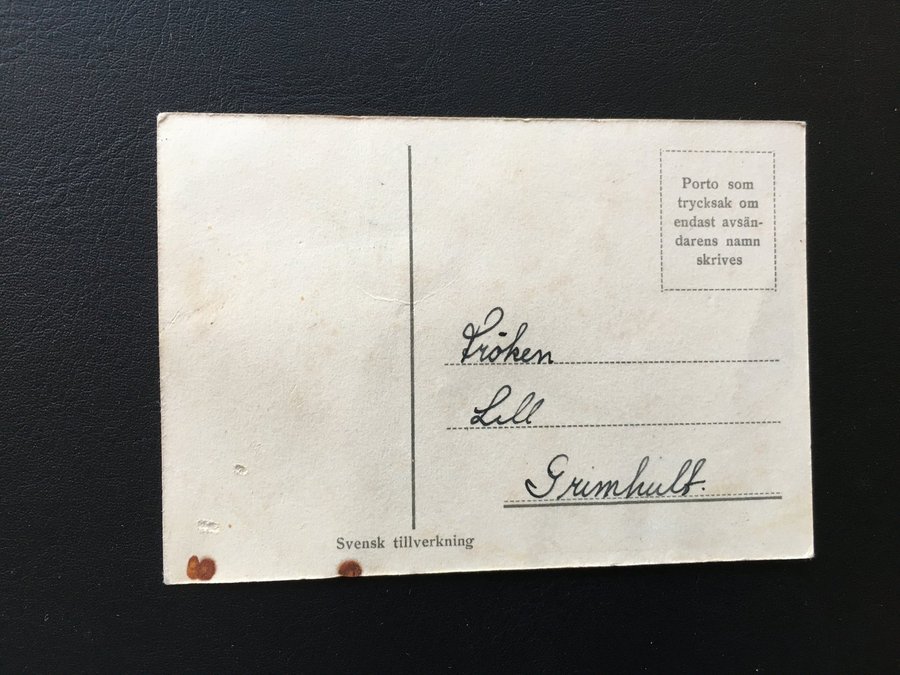 Porto som
trycksak om
endast avsän-
darens namn
skrives
Fröken
Lill
Grimhult.
Svensk tillverkning